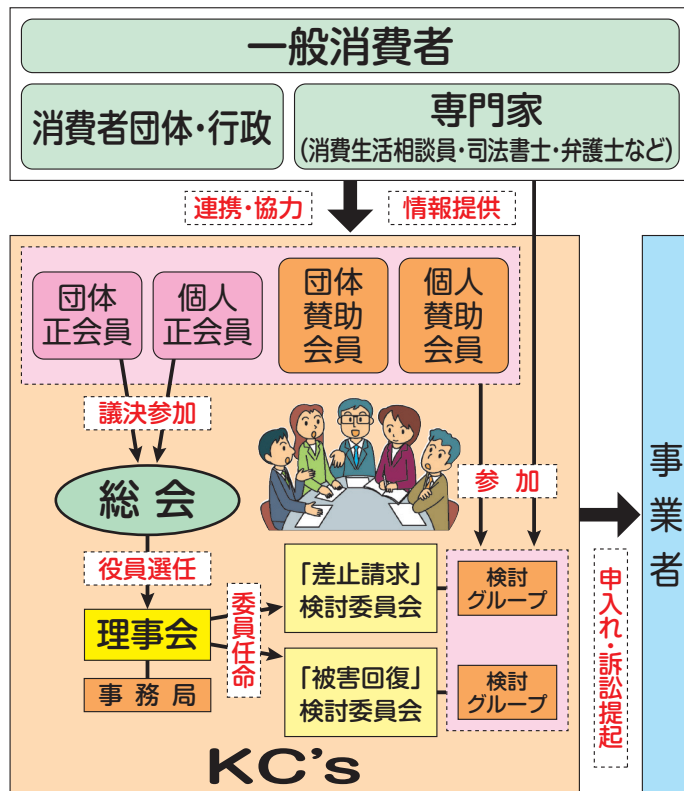 一般消費者
消費者団体・行政
専門家
(消費生活相談員・司法書士・弁護士など)
連携・協力
情報提供
団体
正会員
個人
正会員
団体
賛助
会員
個人
賛助
会員
議決参加
総会
参加
役員選任
理事会
事務局
委員任命
「差止請求」
検討委員会
検討
グループ
「被害回復」
検討委員会
検討
グループ
KC's
申入れ・訴訟提起
事業者